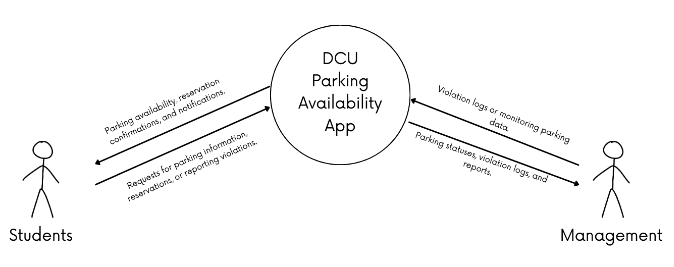 DCU
Parking
Availability
App
Parking availability, reservation
confirmations, and notifications.
Requests for parking information,
reservations, or reporting violations.
Violation logs or monitoring parking
data.
Parking statuses, violation logs, and
reports.
Students
Management